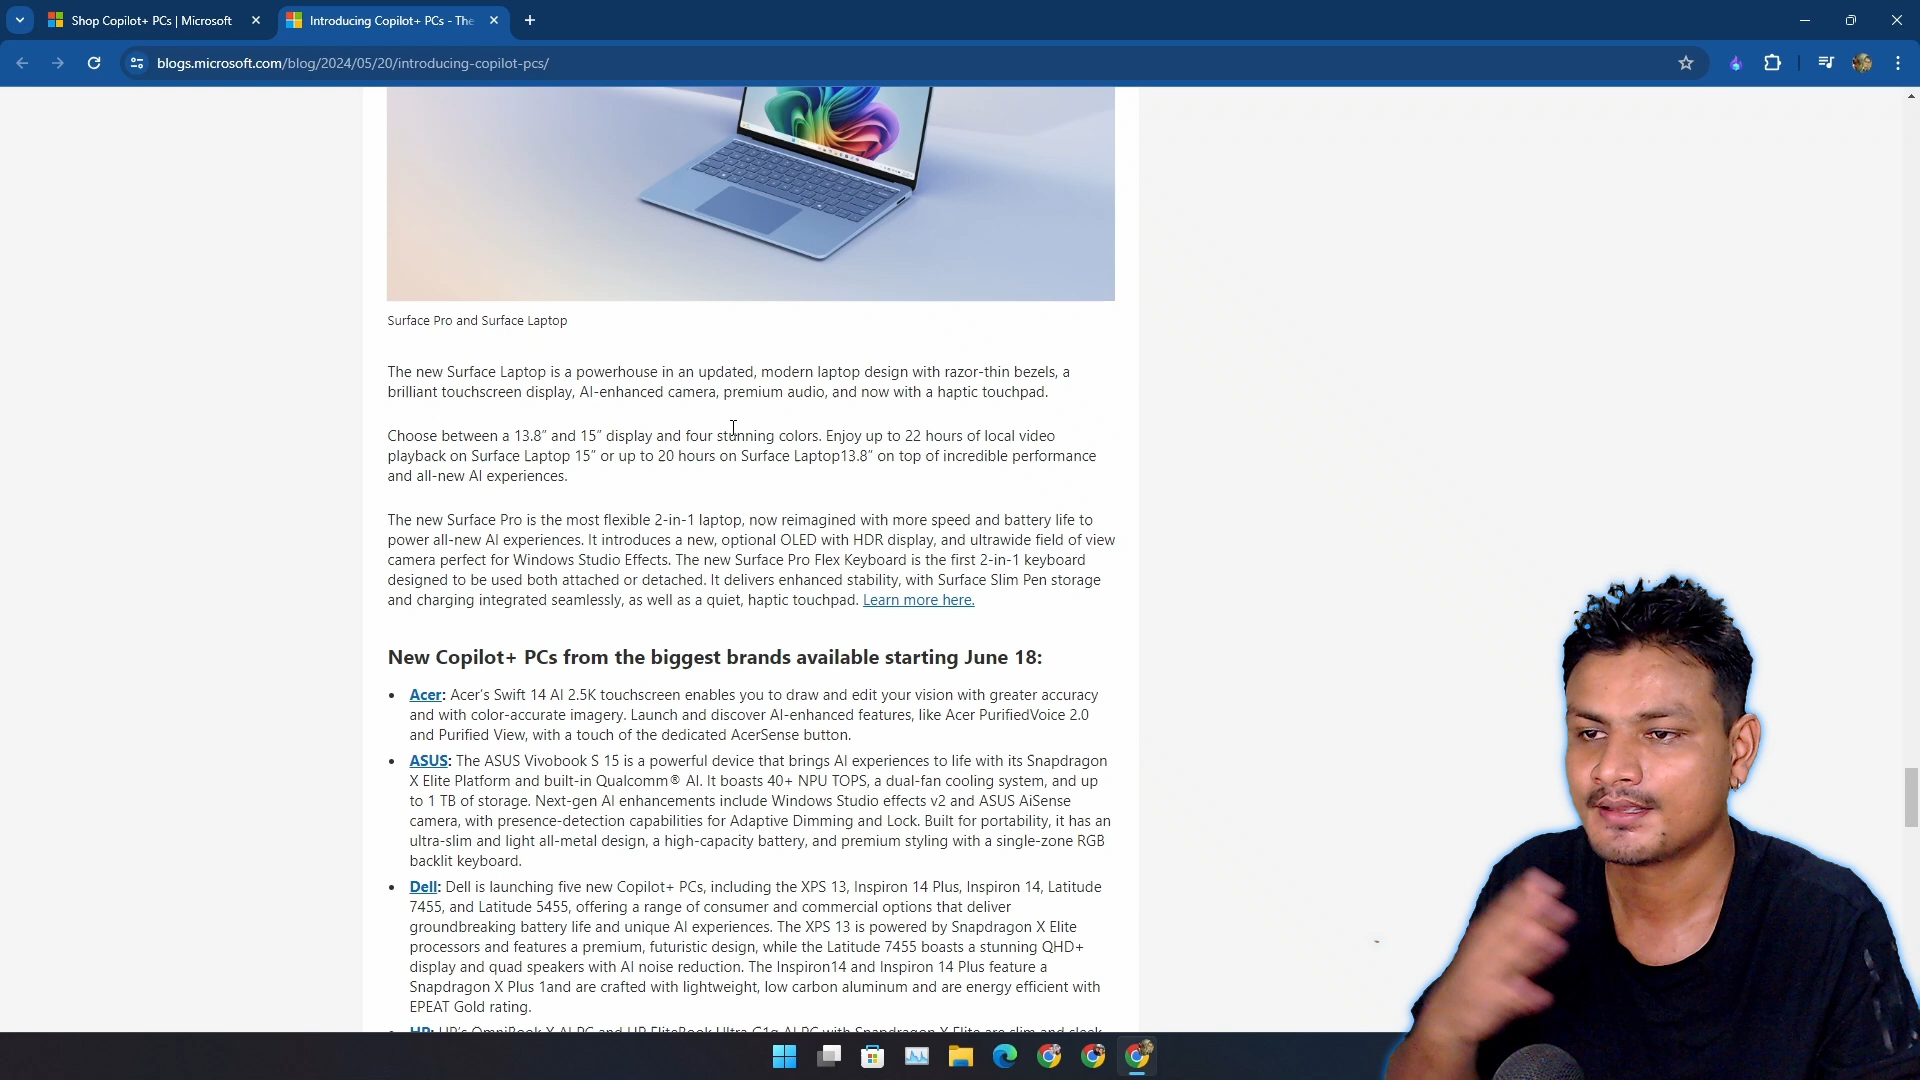 Shop Copilot+ PCs | Microsoft
Introducing Copilot+ PCs - The
blogs.microsoft.com/blog/2024/05/20/introducing-copilot-pcs/
Surface Pro and Surface Laptop
The new Surface Laptop is a powerhouse in an updated, modern laptop design with razor-thin bezels, a
brilliant touchscreen display, AI-enhanced camera, premium audio, and now with a haptic touchpad.
Choose between a 13.8” and 15” display and four stunning colors. Enjoy up to 22 hours of local video
playback on Surface Laptop 15” or up to 20 hours on Surface Laptop13.8” on top of incredible performance
and all-new AI experiences.
The new Surface Pro is the most flexible 2-in-1 laptop, now reimagined with more speed and battery life to
power all-new AI experiences. It introduces a new, optional OLED with HDR display, and ultrawide field of view
camera perfect for Windows Studio Effects. The new Surface Pro Flex Keyboard is the first 2-in-1 keyboard
designed to be used both attached or detached. It delivers enhanced stability, with Surface Slim Pen storage
and charging integrated seamlessly, as well as a quiet, haptic touchpad. Learn more here.
New Copilot+ PCs from the biggest brands available starting June 18:
• Acer: Acer’s Swift 14 AI 2.5K touchscreen enables you to draw and edit your vision with greater accuracy
and with color-accurate imagery. Launch and discover AI-enhanced features, like Acer PurifiedVoice 2.0
and Purified View, with a touch of the dedicated AcerSense button.
• ASUS: The ASUS Vivobook S 15 is a powerful device that brings AI experiences to life with its Snapdragon
X Elite Platform and built-in Qualcomm® AI. It boasts 40+ NPU TOPS, a dual-fan cooling system, and up
to 1 TB of storage. Next-gen AI enhancements include Windows Studio effects v2 and ASUS AiSense
camera, with presence-detection capabilities for Adaptive Dimming and Lock. Built for portability, it has an
ultra-slim and light all-metal design, a high-capacity battery, and premium styling with a single-zone RGB
backlit keyboard.
• Dell: Dell is launching five new Copilot+ PCs, including the XPS 13, Inspiron 14 Plus, Inspiron 14, Latitude
7455, and Latitude 5455, offering a range of consumer and commercial options that deliver
groundbreaking battery life and unique AI experiences. The XPS 13 is powered by Snapdragon X Elite
processors and features a premium, futuristic design, while the Latitude 7455 boasts a stunning QHD+
display and quad speakers with AI noise reduction. The Inspiron14 and Inspiron 14 Plus feature a
Snapdragon X Plus 1and are crafted with lightweight, low carbon aluminum and are energy efficient with
EPEAT Gold rating.
• HP: HP’s OmniBook X AI PC and HP EliteBook Ultra G1q AI PC with Snapdragon X Elite are slim and sleek